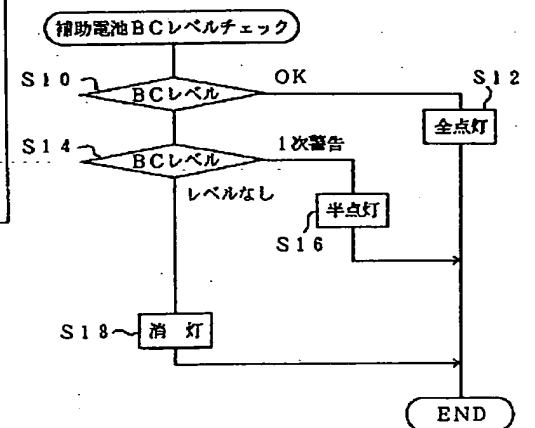 補助電池BCレベルチェック
S10
BCレベル
OK
S12
全点灯
S14
BCレベル
1次警告
レベルなし
半点灯
S16
S18
消 灯
END